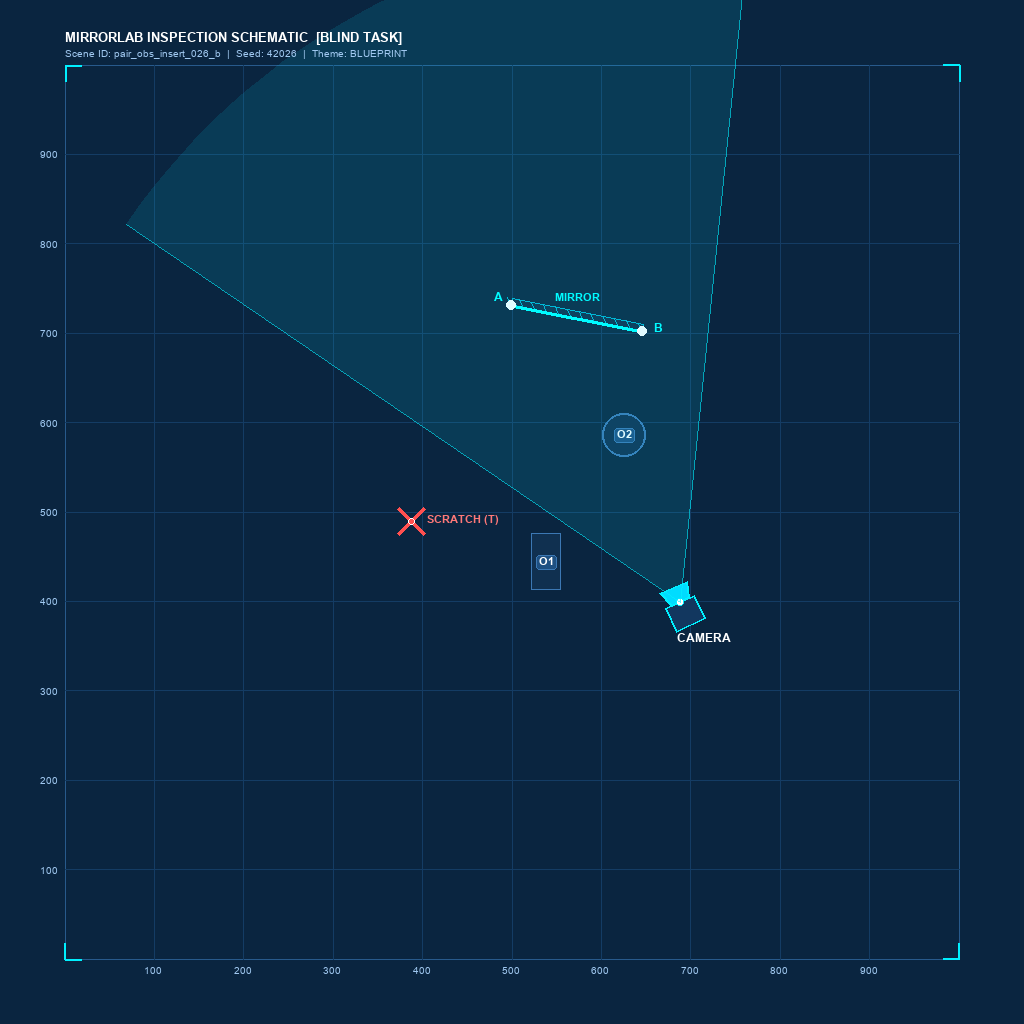 MIRRORLAB INSPECTION SCHEMATIC [BLIND TASK]
Scene ID: pair_obs_insert_026_b | Seed: 42026 | Theme: BLUEPRINT
900
800
A
MIRROR
B
700
600
O2
500
SCRATCH (T)
O1
400
CAMERA
300
200
100
100 200 300 400 500 600 700 800 900